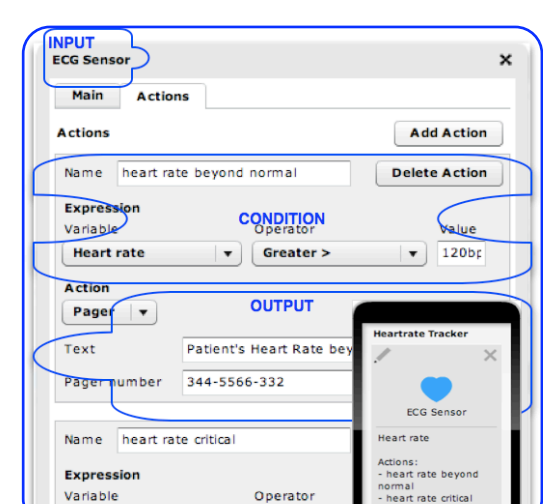 INPUT
ECG Sensor
Main Actions
Actions Add Action
Name heart rate beyond normal Delete Action
Expression
CONDITION
Variable Operator Value
Heart rate Greater > 120bp
Action
Pager OUTPUT
Text Patient's Heart Rate bey
Pager number 344-5566-332
Name heart rate critical
Expression
Variable Operator
Heartrate Tracker
ECG Sensor
Heart rate
Actions:
- heart rate beyond
normal
- heart rate critical